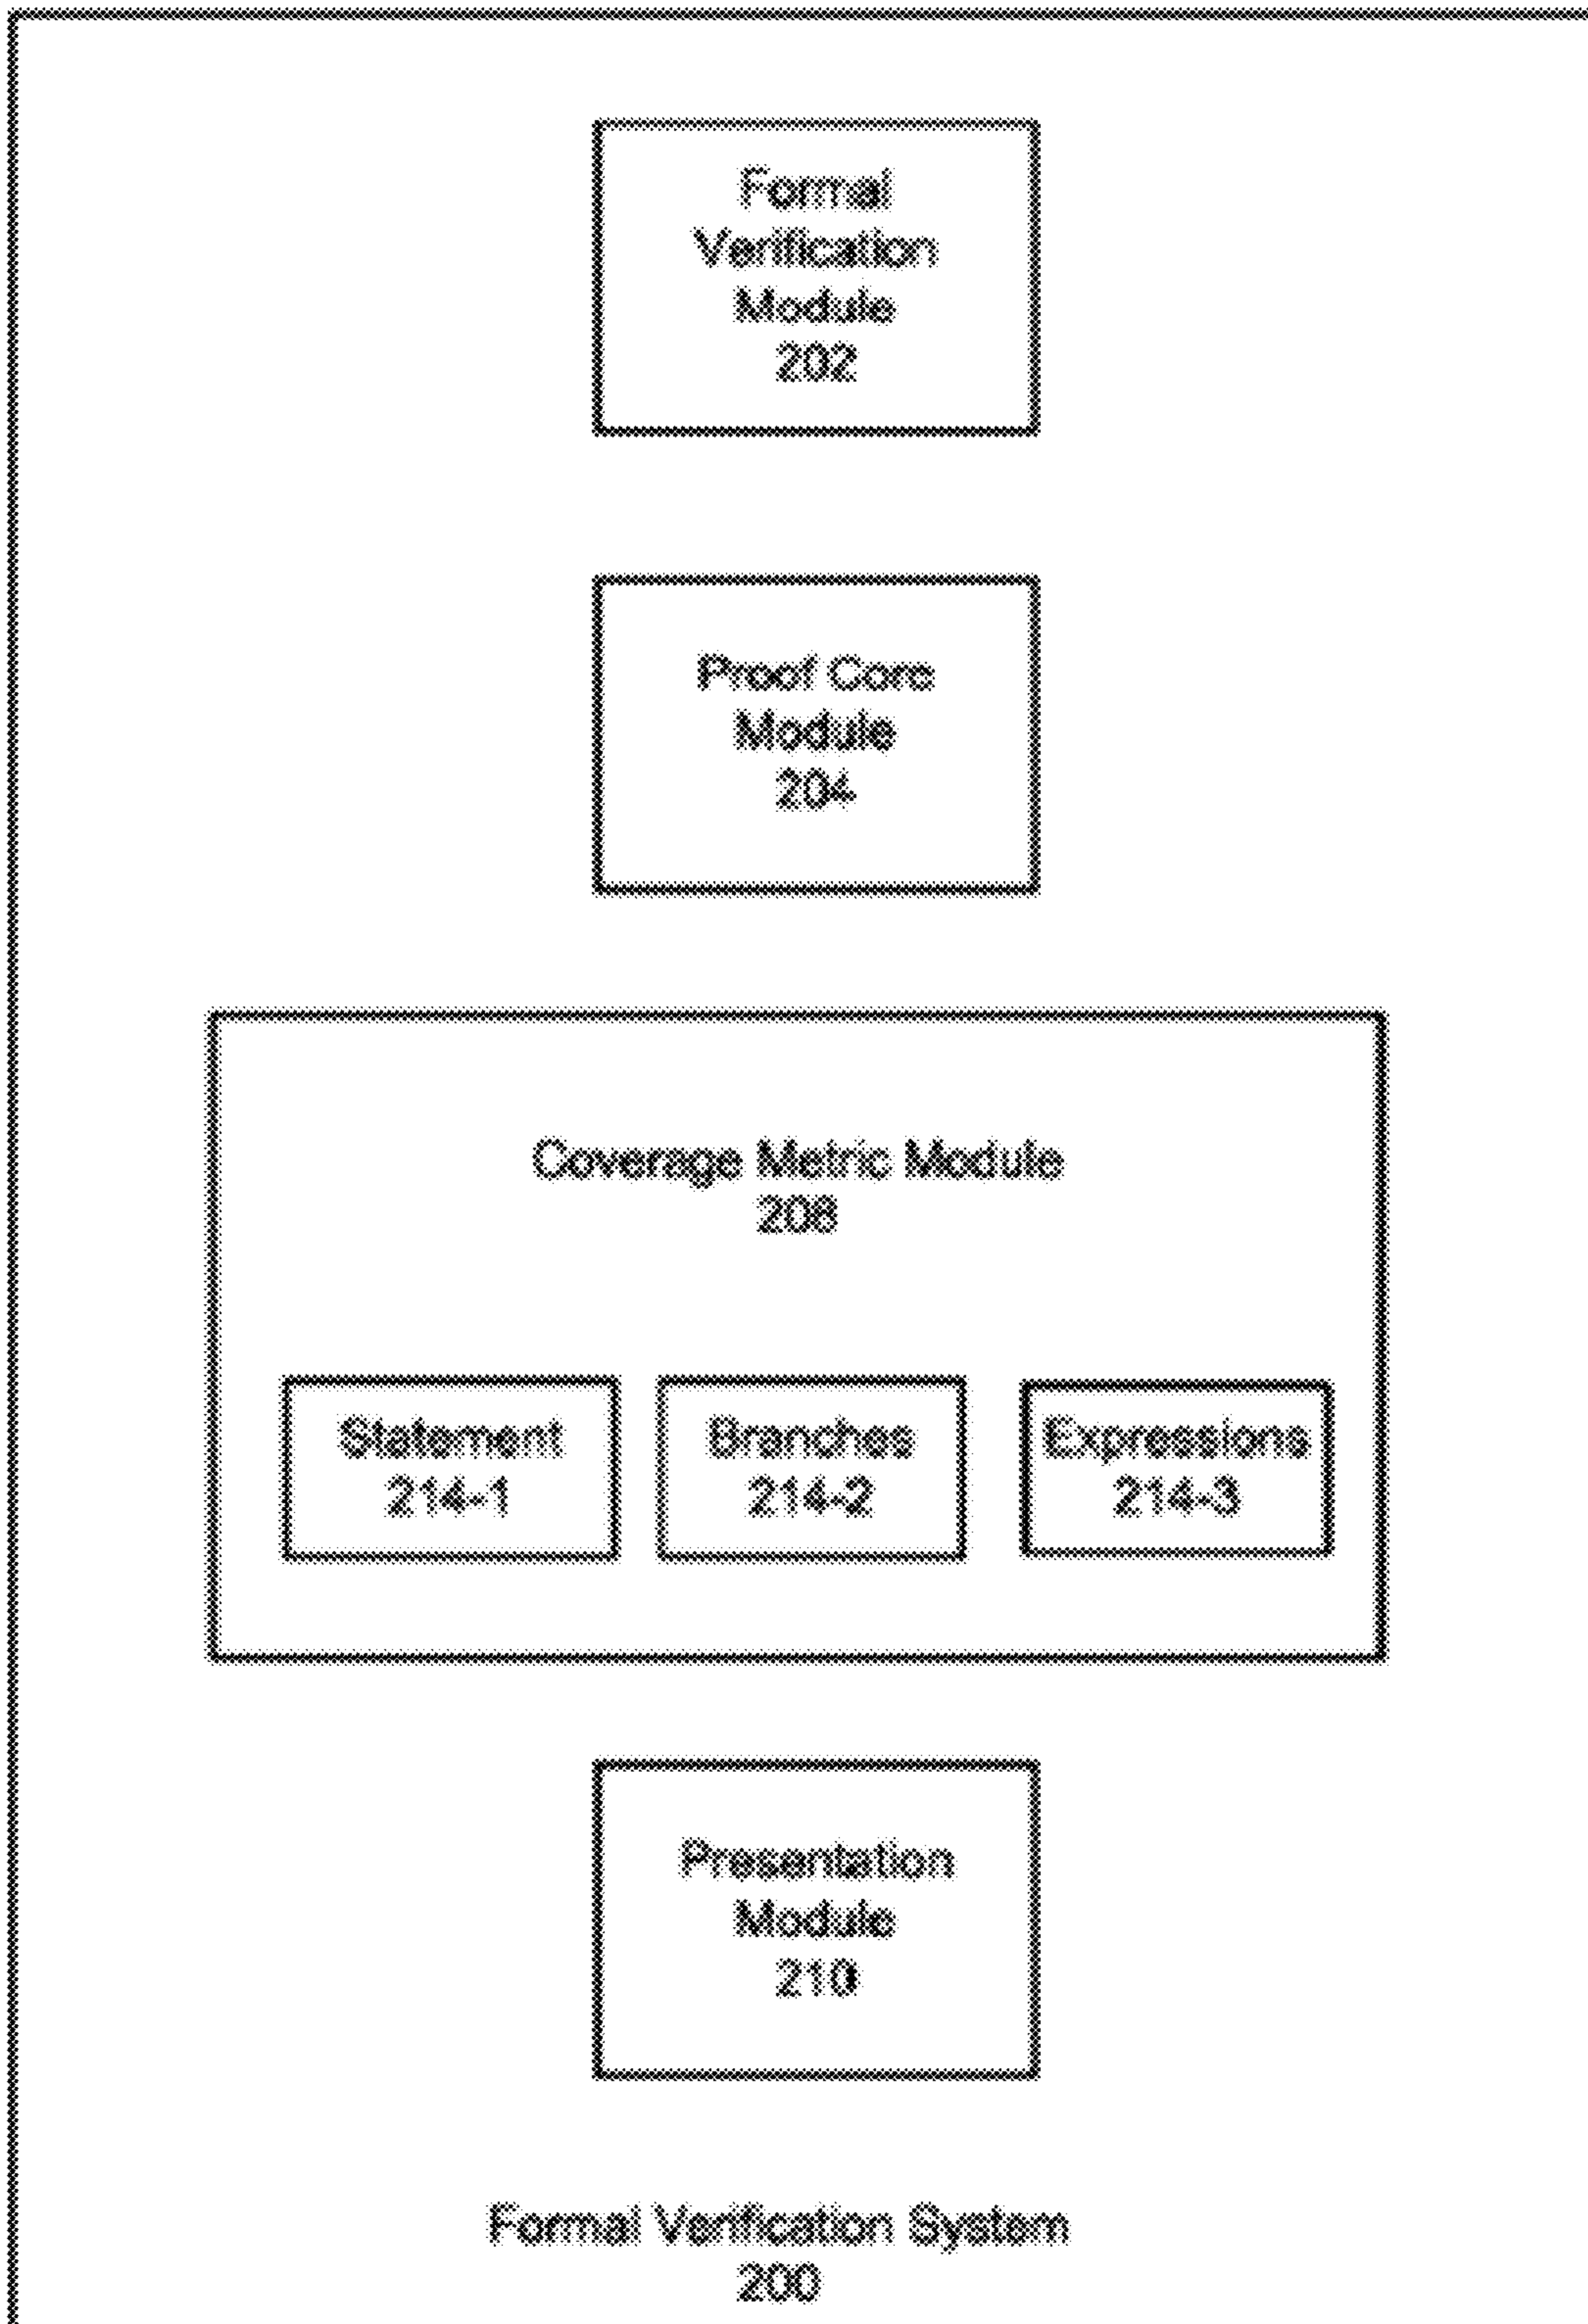 Formal
Verification
Module
202
Proof Core
Module
204
Coverage Metric Module
208
Statement
214-1
Branches
214-2
Expressions
214-3
Presentation
Module
210
Formal Verification System
200